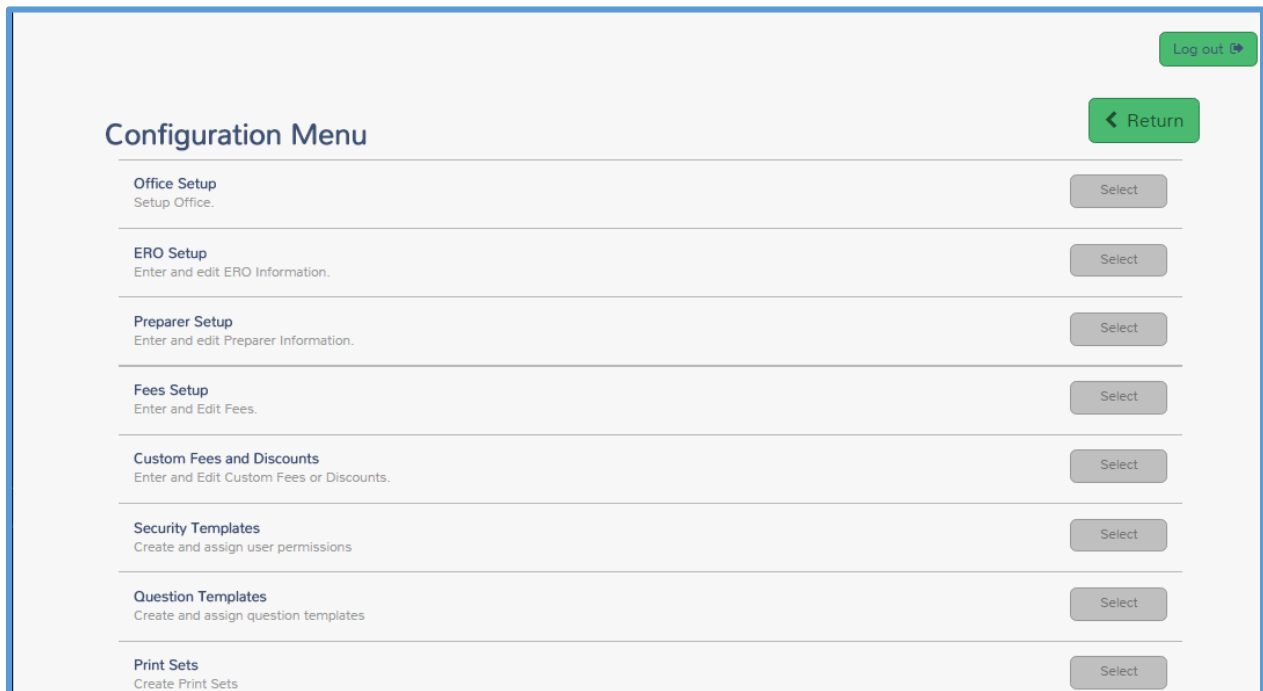 Log out
Return
Configuration Menu
Office Setup
Setup Office.
Select
ERO Setup
Enter and edit ERO Information.
Select
Preparer Setup
Enter and edit Preparer Information.
Select
Fees Setup
Enter and Edit Fees.
Select
Custom Fees and Discounts
Enter and Edit Custom Fees or Discounts.
Select
Security Templates
Create and assign user permissions
Select
Question Templates
Create and assign question templates
Select
Print Sets
Create Print Sets
Select